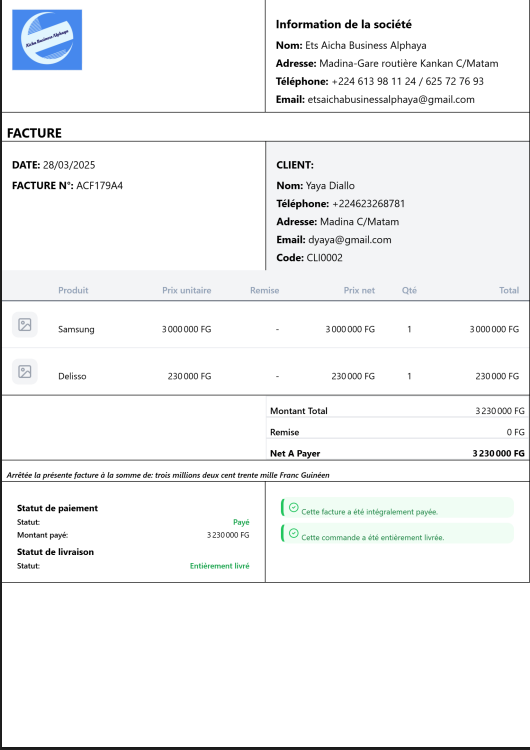 Aicha Business Alphaya
Information de la société
Nom: Ets Aicha Business Alphaya
Adresse: Madina-Gare routière Kankan C/Matam
Téléphone: +224 613 98 11 24 / 625 72 76 93
Email: etsaichabusinessalphaya@gmail.com
FACTURE
DATE: 28/03/2025
FACTURE N°: ACF179A4
CLIENT:
Nom: Yaya Diallo
Téléphone: +224623268781
Adresse: Madina C/Matam
Email: dyaya@gmail.com
Code: CLI0002
Produit Prix unitaire Remise Prix net Qté Total
Samsung 3 000 000 FG - 3 000 000 FG 1 3 000 000 FG
Delisso 230 000 FG - 230 000 FG 1 230 000 FG
Montant Total 3 230 000 FG
Remise 0 FG
Net A Payer 3 230 000 FG
Arrêtée la présente facture à la somme de: trois millions deux cent trente mille Franc Guinéen
Statut de paiement
Statut: Payé
Montant payé: 3 230 000 FG
Statut de livraison
Statut: Entièrement livré
Cette facture a été intégralement payée.
Cette commande a été entièrement livrée.